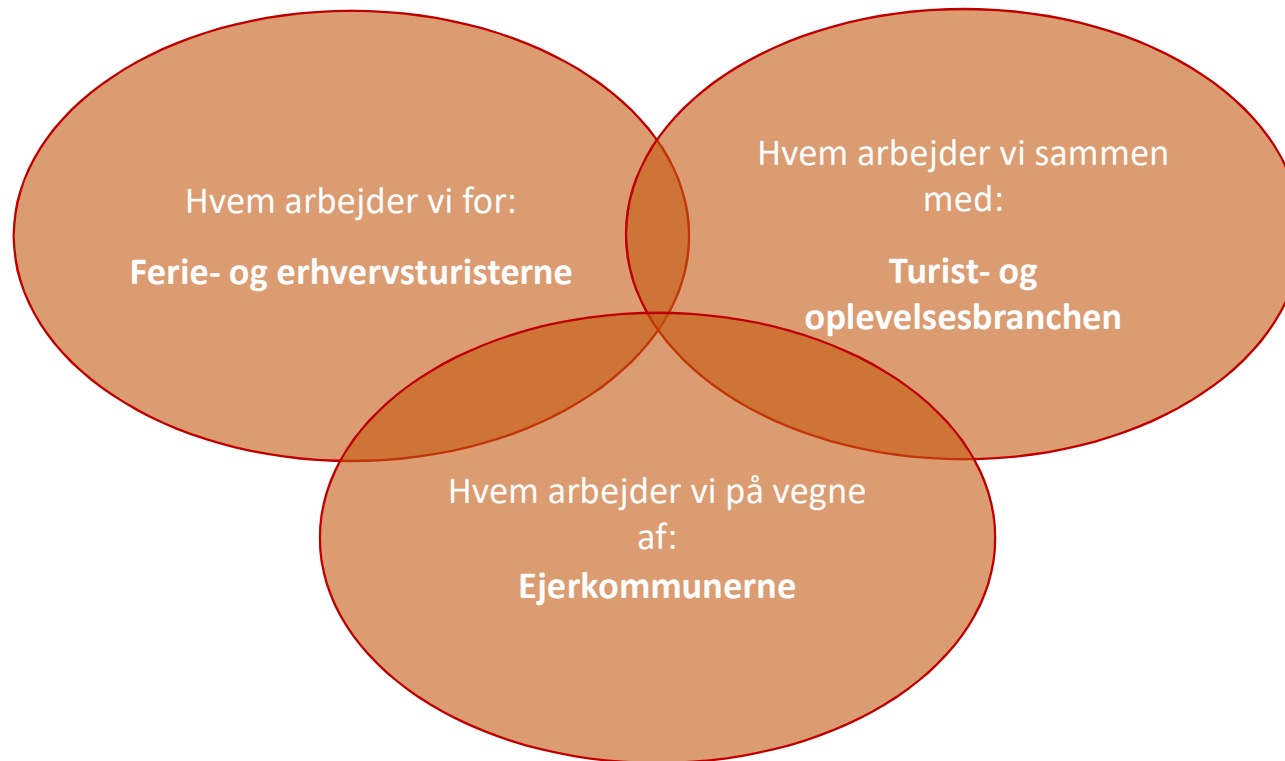 Hvem arbejder vi for:
Ferie- og erhvervsturisterne
Hvem arbejder vi sammen
med:
Turist- og
oplevelsesbranchen
Hvem arbejder vi på vegne
af:
Ejerkommunerne